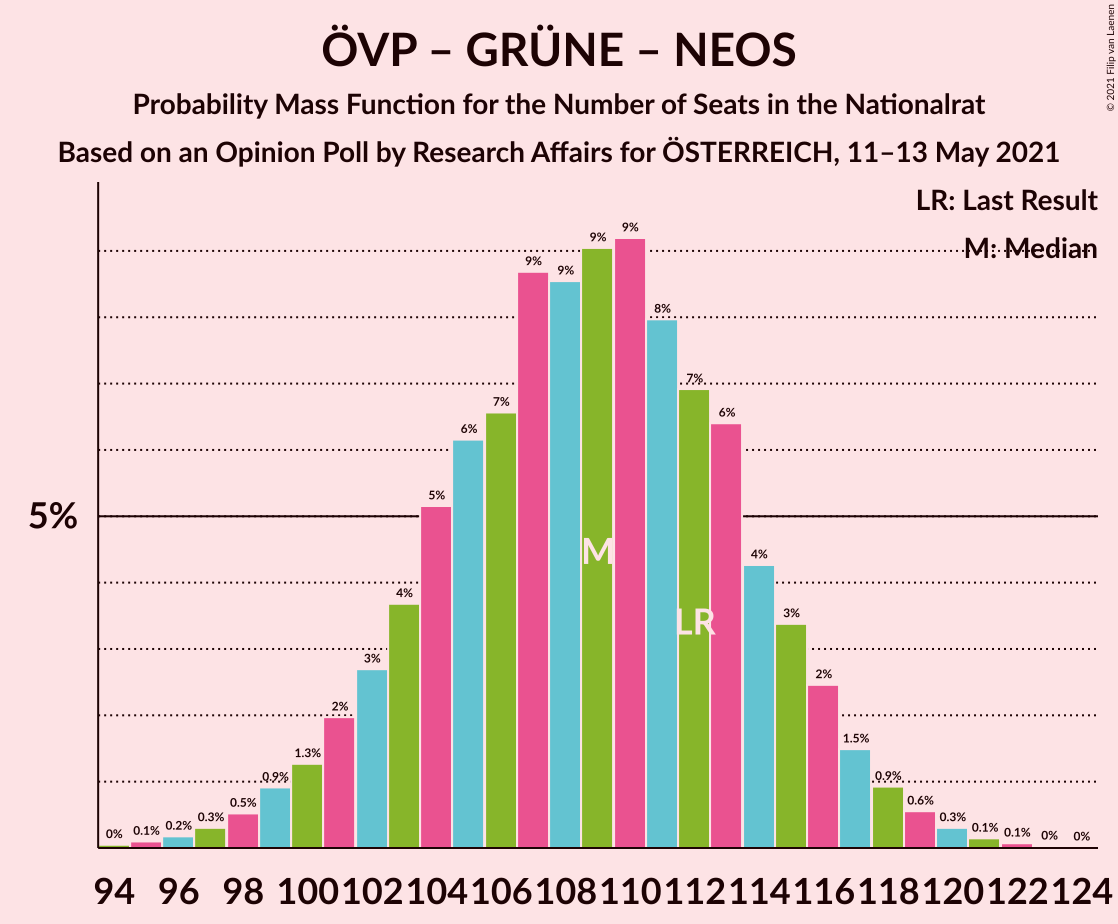 ÖVP – GRÜNE – NEOS
Probability Mass Function for the Number of Seats in the Nationalrat
Based on an Opinion Poll by Research Affairs for ÖSTERREICH, 11–13 May 2021
© 2021 Filip van Laenen
LR: Last Result
M: Median
5%
0% 0.1% 0.2% 0.3% 0.5% 0.9% 1.3% 2% 3% 4% 5% 6% 7% 9% 9% 9% 9% 8% 7% 6% 4% 3% 2% 1.5% 0.9% 0.6% 0.3% 0.1% 0.1% 0% 0%
M
LR
94 96 98 100 102 104 106 108 110 112 114 116 118 120 122 124